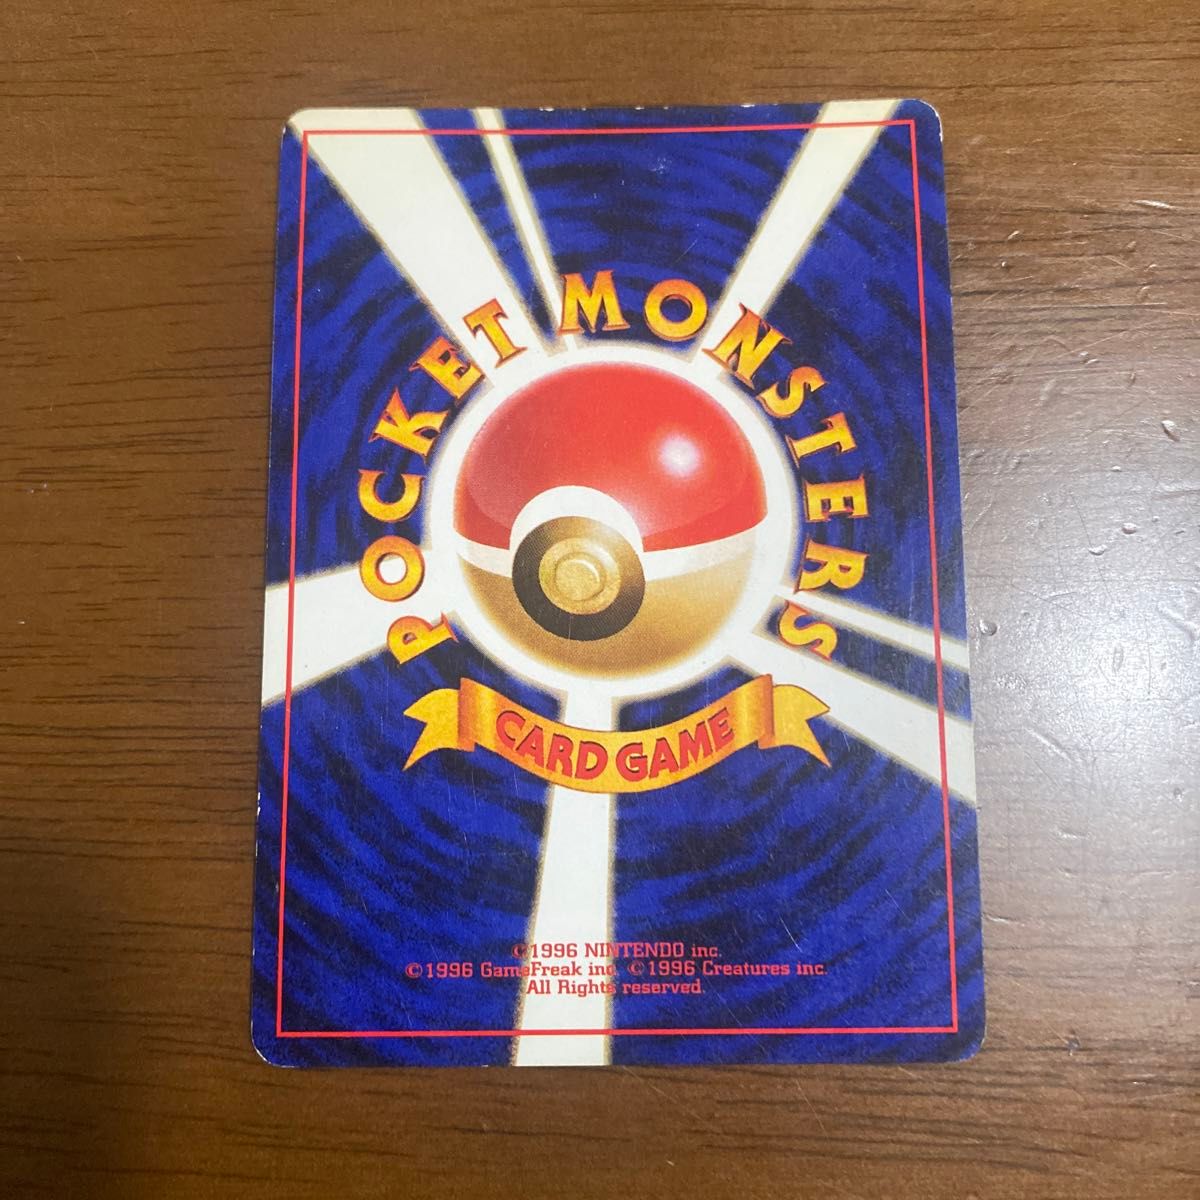 POCKET MONSTERS
CARD GAME
©1996 NINTENDO inc.
©1996 GameFreak inc. ©1996 Creatures inc.
All Rights reserved.